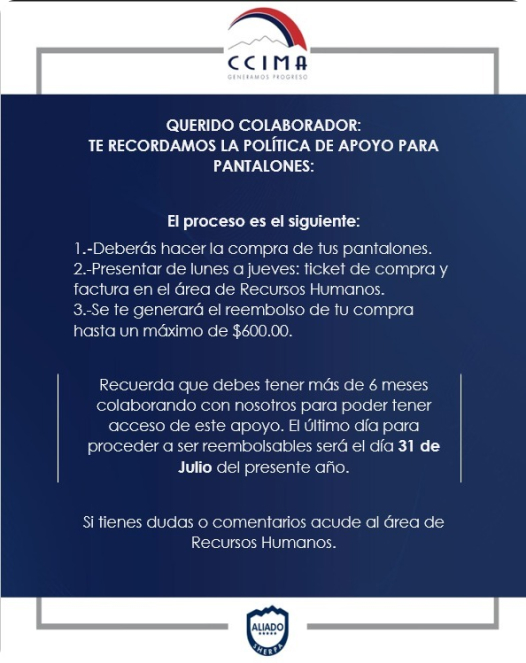 CCIMA
GENERAMOS PROGRESO
QUERIDO COLABORADOR:
TE RECORDAMOS LA POLÍTICA DE APOYO PARA
PANTALONES:
El proceso es el siguiente:
1.-Deberás hacer la compra de tus pantalones.
2.-Presentar de lunes a jueves: ticket de compra y
factura en el área de Recursos Humanos.
3.-Se te generará el reembolso de tu compra
hasta un máximo de $600.00.
Recuerda que debes tener más de 6 meses
colaborando con nosotros para poder tener
acceso de este apoyo. El último día para
proceder a ser reembolsables será el día 31 de
Julio del presente año.
Si tienes dudas o comentarios acude al área de
Recursos Humanos.
ALIADO
SHERPA